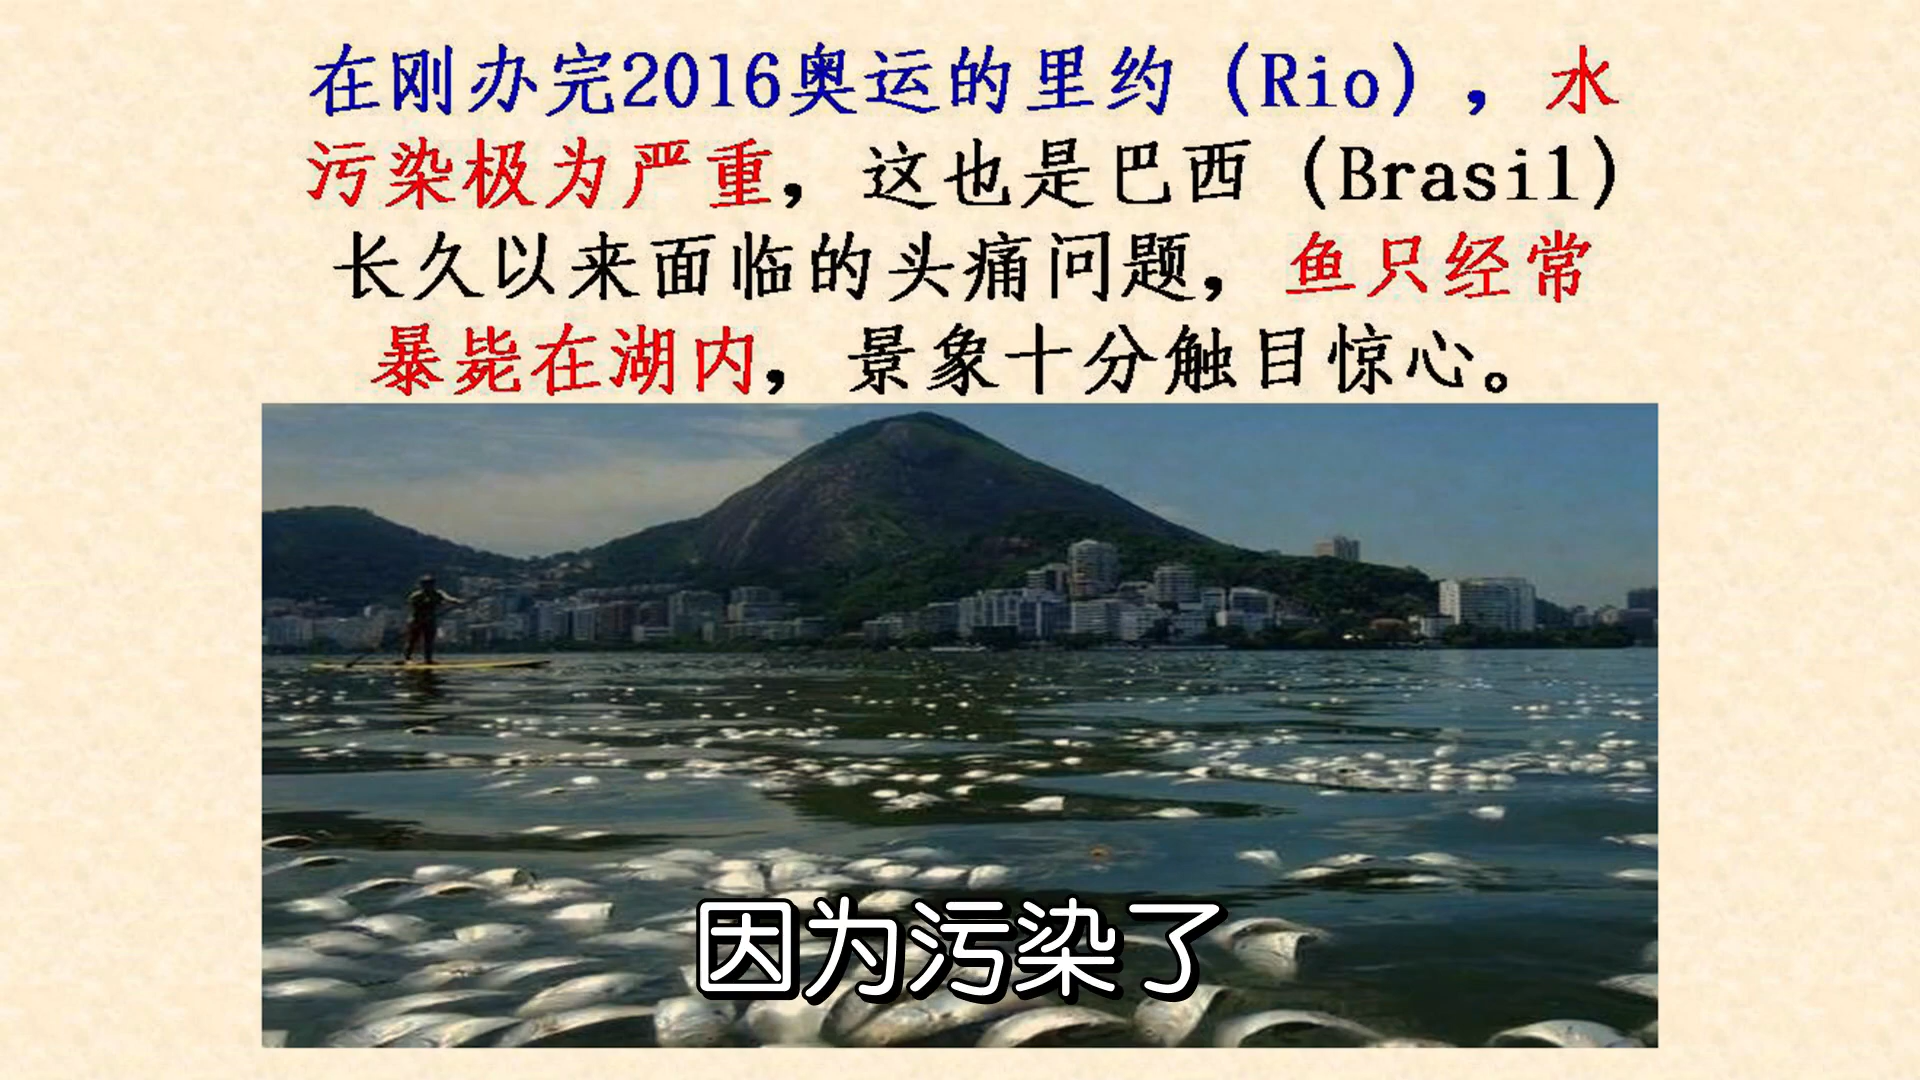 在刚办完2016奥运的里约（Rio），水
污染极为严重，这也是巴西（Brasil）
长久以来面临的头痛问题，鱼只经常
暴毙在湖内，景象十分触目惊心。
因为污染了